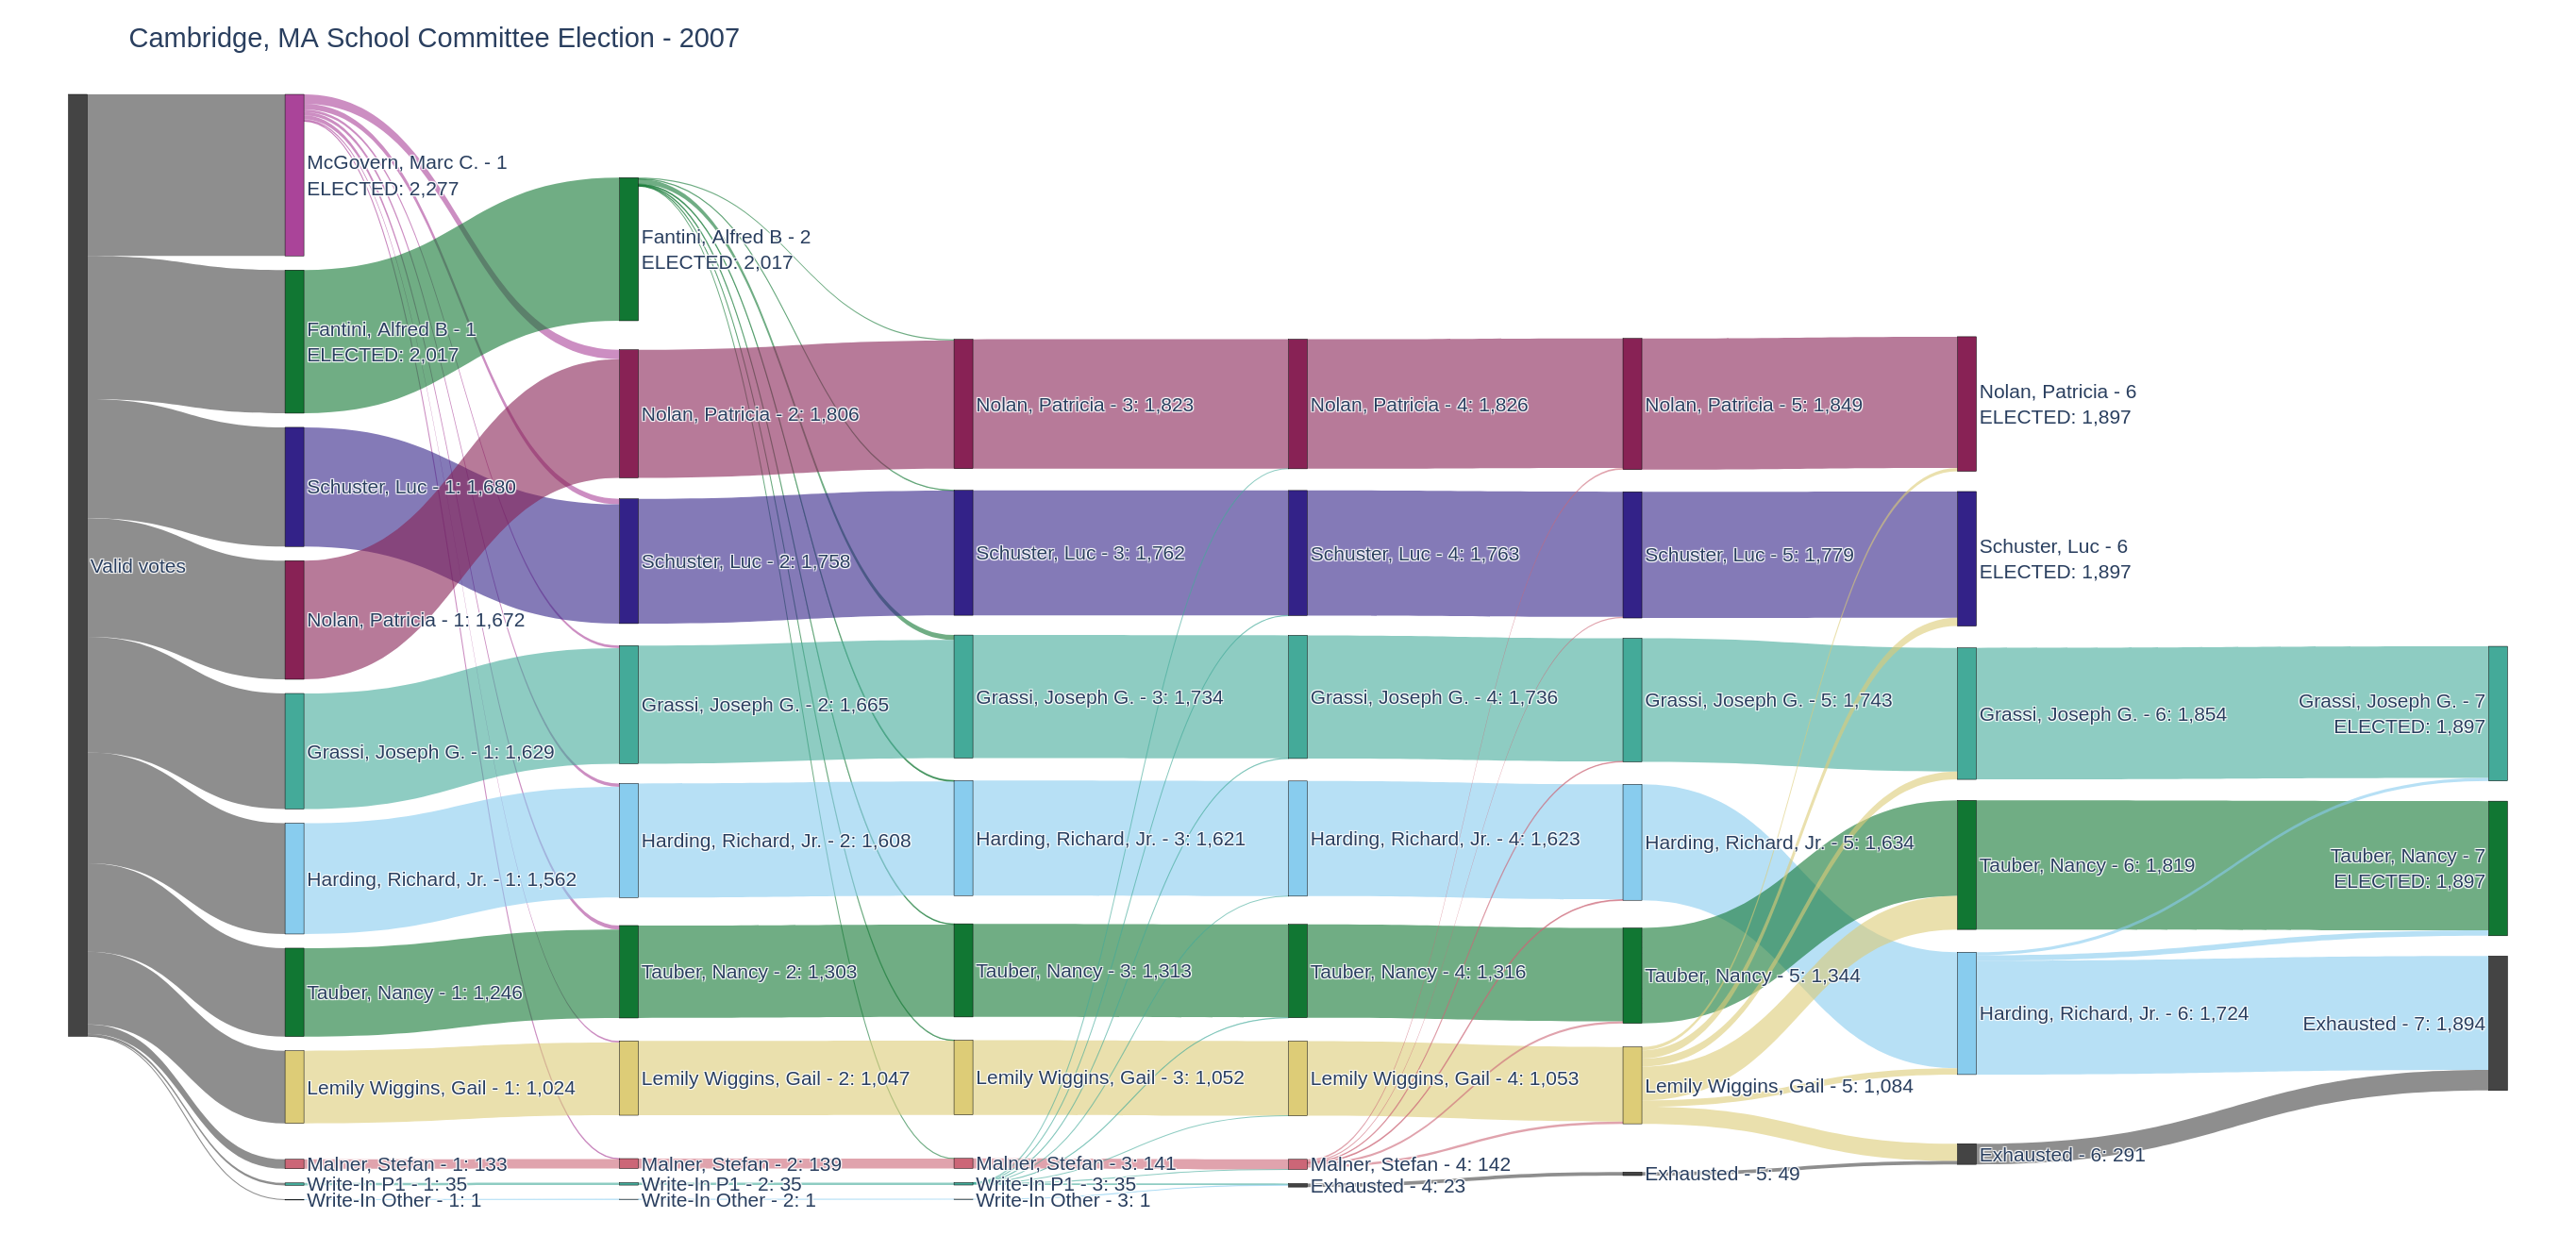 Cambridge, MA School Committee Election - 2007
Valid votes
McGovern, Marc C. - 1
ELECTED: 2,277
Fantini, Alfred B - 1
ELECTED: 2,017
Schuster, Luc - 1: 1,680
Nolan, Patricia - 1: 1,672
Grassi, Joseph G. - 1: 1,629
Harding, Richard, Jr. - 1: 1,562
Tauber, Nancy - 1: 1,246
Lemily Wiggins, Gail - 1: 1,024
Malner, Stefan - 1: 133
Write-In P1 - 1: 35
Write-In Other - 1: 1
Fantini, Alfred B - 2
ELECTED: 2,017
Nolan, Patricia - 2: 1,806
Schuster, Luc - 2: 1,758
Grassi, Joseph G. - 2: 1,665
Harding, Richard, Jr. - 2: 1,608
Tauber, Nancy - 2: 1,303
Lemily Wiggins, Gail - 2: 1,047
Malner, Stefan - 2: 139
Write-In P1 - 2: 35
Write-In Other - 2: 1
Nolan, Patricia - 3: 1,823
Schuster, Luc - 3: 1,762
Grassi, Joseph G. - 3: 1,734
Harding, Richard, Jr. - 3: 1,621
Tauber, Nancy - 3: 1,313
Lemily Wiggins, Gail - 3: 1,052
Malner, Stefan - 3: 141
Write-In P1 - 3: 35
Write-In Other - 3: 1
Nolan, Patricia - 4: 1,826
Schuster, Luc - 4: 1,763
Grassi, Joseph G. - 4: 1,736
Harding, Richard, Jr. - 4: 1,623
Tauber, Nancy - 4: 1,316
Lemily Wiggins, Gail - 4: 1,053
Malner, Stefan - 4: 142
Exhausted - 4: 23
Nolan, Patricia - 5: 1,849
Schuster, Luc - 5: 1,779
Grassi, Joseph G. - 5: 1,743
Harding, Richard, Jr. - 5: 1,634
Tauber, Nancy - 5: 1,344
Lemily Wiggins, Gail - 5: 1,084
Exhausted - 5: 49
Nolan, Patricia - 6
ELECTED: 1,897
Schuster, Luc - 6
ELECTED: 1,897
Grassi, Joseph G. - 6: 1,854
Tauber, Nancy - 6: 1,819
Harding, Richard, Jr. - 6: 1,724
Exhausted - 6: 291
Grassi, Joseph G. - 7
ELECTED: 1,897
Tauber, Nancy - 7
ELECTED: 1,897
Exhausted - 7: 1,894